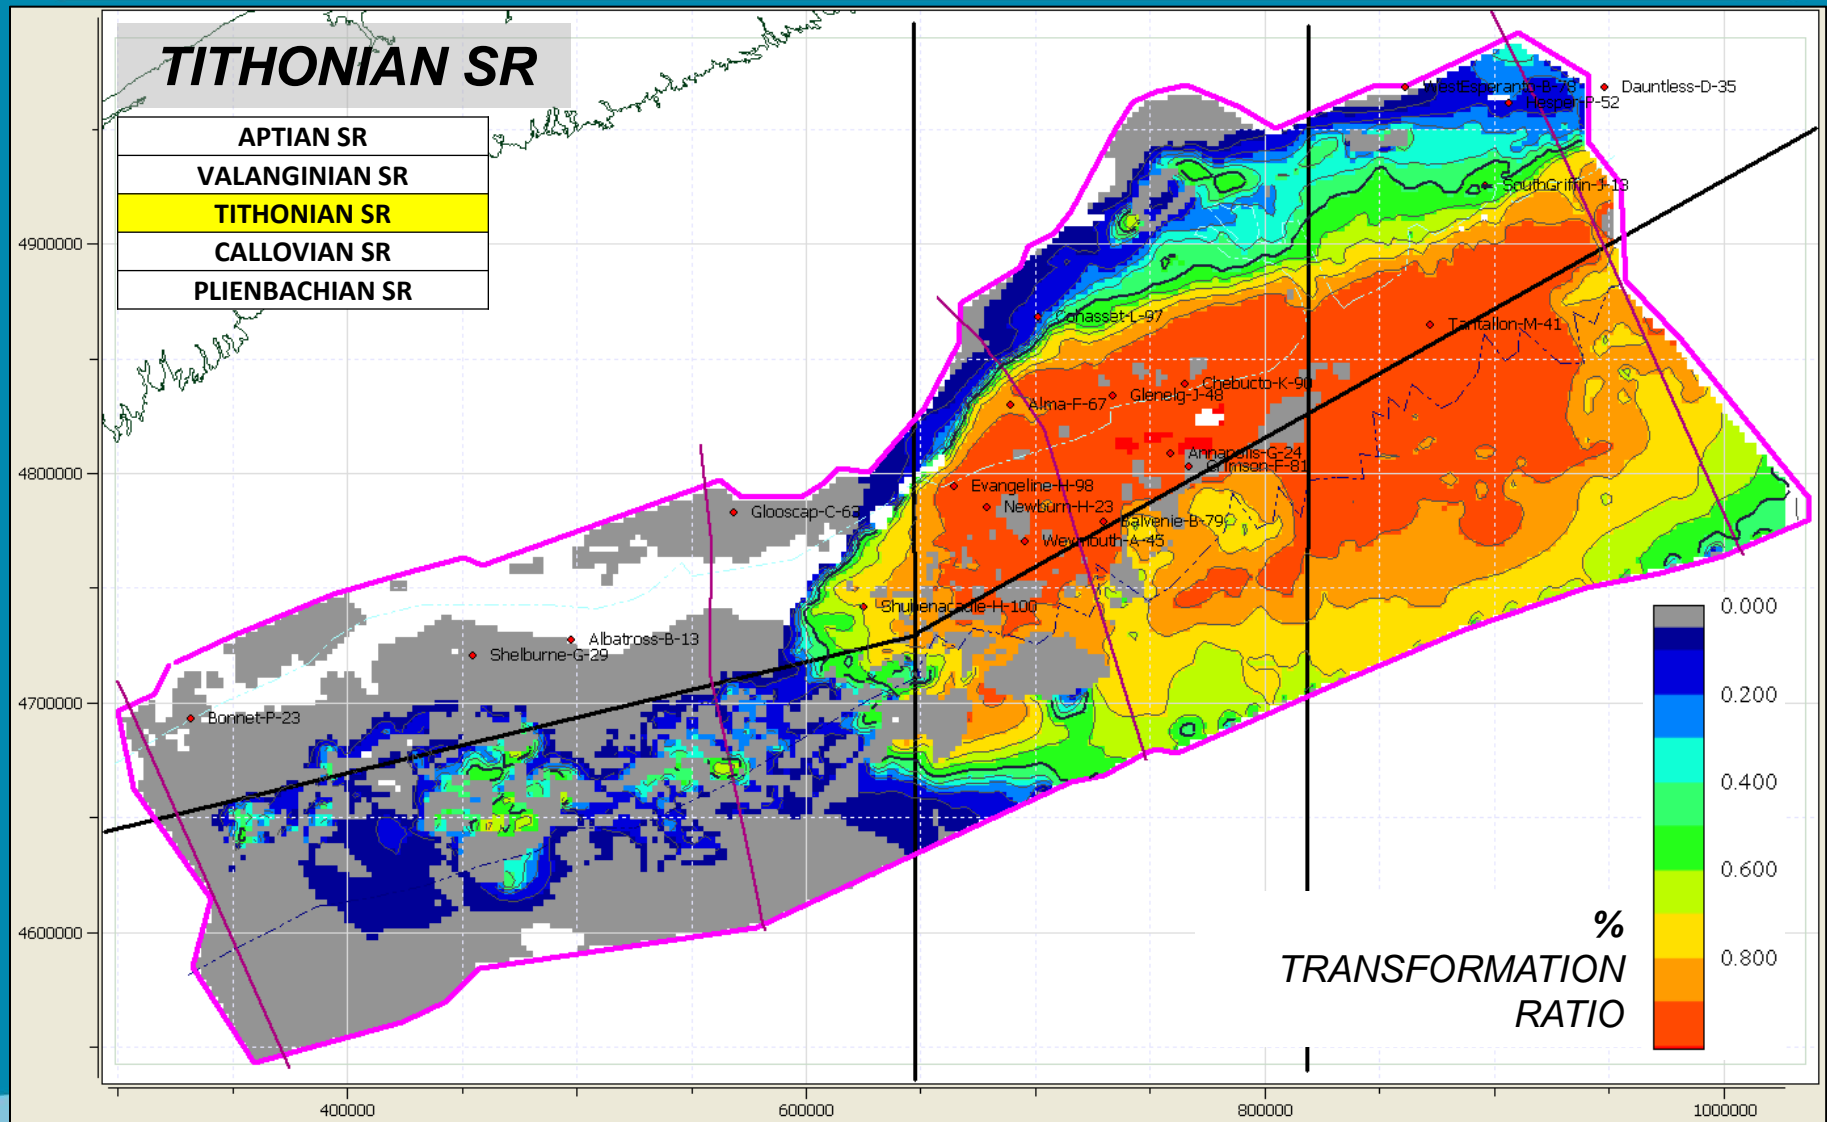 TITHONIAN SR
APTIAN SR
VALANGINIAN SR
TITHONIAN SR
CALLOVIAN SR
PLIENBACHIAN SR
4900000
4800000
4700000
4600000
400000
600000
800000
1000000
Dauntless-D-35
WestEsperanto-B-78
Hesper-P-52
SouthGriffin-J-13
Cohasset-L-97
Tantallon-M-41
Chebucto-K-90
Glenelg-J-48
Alma-F-67
Annapolis-G-24
Crimson-F-81
Evangeline-H-98
Newburn-H-23
Balvenie-B-79
Weymouth-A-45
Glooscap-C-63
Shubenacadie-H-100
Albatross-B-13
Shelburne-G-29
Bonnet-P-23
0.000
0.200
0.400
0.600
0.800
%
TRANSFORMATION
RATIO